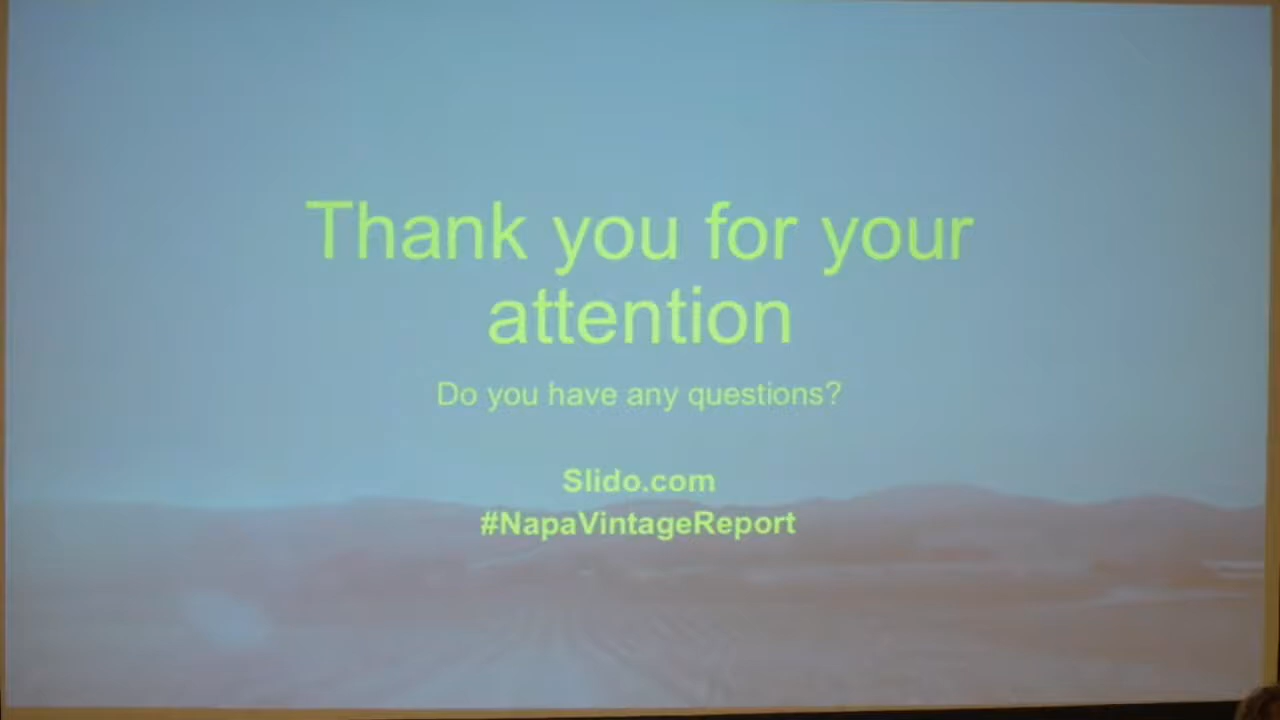 Thank you for your
attention
Do you have any questions?
Slido.com
#NapaVintageReport